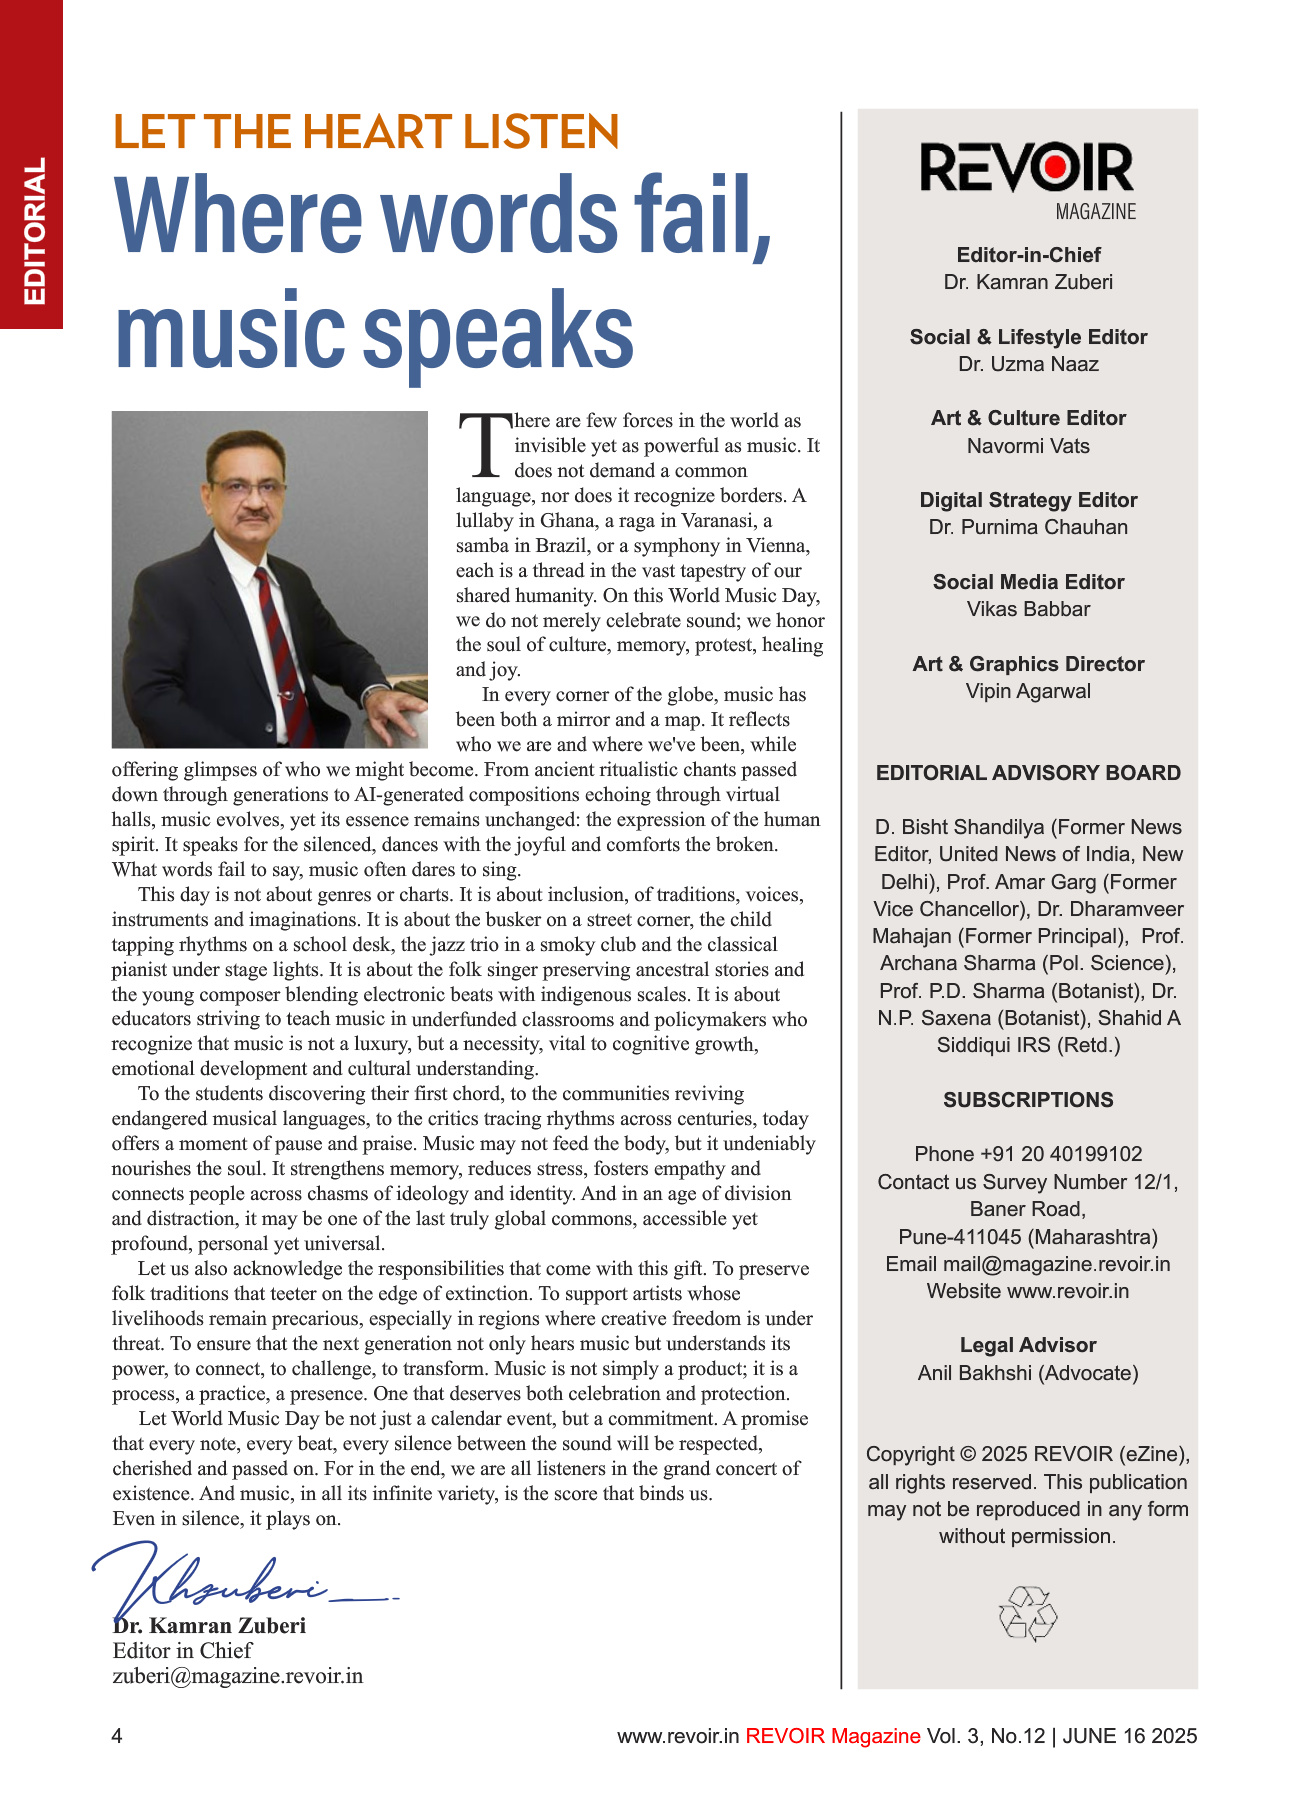 EDITORIAL
LET THE HEART LISTEN
Where words fail,
music speaks
There are few forces in the world as
invisible yet as powerful as music. It
does not demand a common
language, nor does it recognize borders. A
lullaby in Ghana, a raga in Varanasi, a
samba in Brazil, or a symphony in Vienna,
each is a thread in the vast tapestry of our
shared humanity. On this World Music Day,
we do not merely celebrate sound; we honor
the soul of culture, memory, protest, healing
and joy.
In every corner of the globe, music has
been both a mirror and a map. It reflects
who we are and where we've been, while
offering glimpses of who we might become. From ancient ritualistic chants passed
down through generations to AI-generated compositions echoing through virtual
halls, music evolves, yet its essence remains unchanged: the expression of the human
spirit. It speaks for the silenced, dances with the joyful and comforts the broken.
What words fail to say, music often dares to sing.
This day is not about genres or charts. It is about inclusion, of traditions, voices,
instruments and imaginations. It is about the busker on a street corner, the child
tapping rhythms on a school desk, the jazz trio in a smoky club and the classical
pianist under stage lights. It is about the folk singer preserving ancestral stories and
the young composer blending electronic beats with indigenous scales. It is about
educators striving to teach music in underfunded classrooms and policymakers who
recognize that music is not a luxury, but a necessity, vital to cognitive growth,
emotional development and cultural understanding.
To the students discovering their first chord, to the communities reviving
endangered musical languages, to the critics tracing rhythms across centuries, today
offers a moment of pause and praise. Music may not feed the body, but it undeniably
nourishes the soul. It strengthens memory, reduces stress, fosters empathy and
connects people across chasms of ideology and identity. And in an age of division
and distraction, it may be one of the last truly global commons, accessible yet
profound, personal yet universal.
Let us also acknowledge the responsibilities that come with this gift. To preserve
folk traditions that teeter on the edge of extinction. To support artists whose
livelihoods remain precarious, especially in regions where creative freedom is under
threat. To ensure that the next generation not only hears music but understands its
power, to connect, to challenge, to transform. Music is not simply a product; it is a
process, a practice, a presence. One that deserves both celebration and protection.
Let World Music Day be not just a calendar event, but a commitment. A promise
that every note, every beat, every silence between the sound will be respected,
cherished and passed on. For in the end, we are all listeners in the grand concert of
existence. And music, in all its infinite variety, is the score that binds us.
Even in silence, it plays on.
Khzuberi
Dr. Kamran Zuberi
Editor in Chief
zuberi@magazine.revoir.in
REVOIR
MAGAZINE
Editor-in-Chief
Dr. Kamran Zuberi
Social & Lifestyle Editor
Dr. Uzma Naaz
Art & Culture Editor
Navormi Vats
Digital Strategy Editor
Dr. Purnima Chauhan
Social Media Editor
Vikas Babbar
Art & Graphics Director
Vipin Agarwal
EDITORIAL ADVISORY BOARD
D. Bisht Shandilya (Former News
Editor, United News of India, New
Delhi), Prof. Amar Garg (Former
Vice Chancellor), Dr. Dharamveer
Mahajan (Former Principal), Prof.
Archana Sharma (Pol. Science),
Prof. P.D. Sharma (Botanist), Dr.
N.P. Saxena (Botanist), Shahid A
Siddiqui IRS (Retd.)
SUBSCRIPTIONS
Phone +91 20 40199102
Contact us Survey Number 12/1,
Baner Road,
Pune-411045 (Maharashtra)
Email mail@magazine.revoir.in
Website www.revoir.in
Legal Advisor
Anil Bakhshi (Advocate)
Copyright © 2025 REVOIR (eZine),
all rights reserved. This publication
may not be reproduced in any form
without permission.
4
www.revoir.in REVOIR Magazine Vol. 3, No.12 | JUNE 16 2025